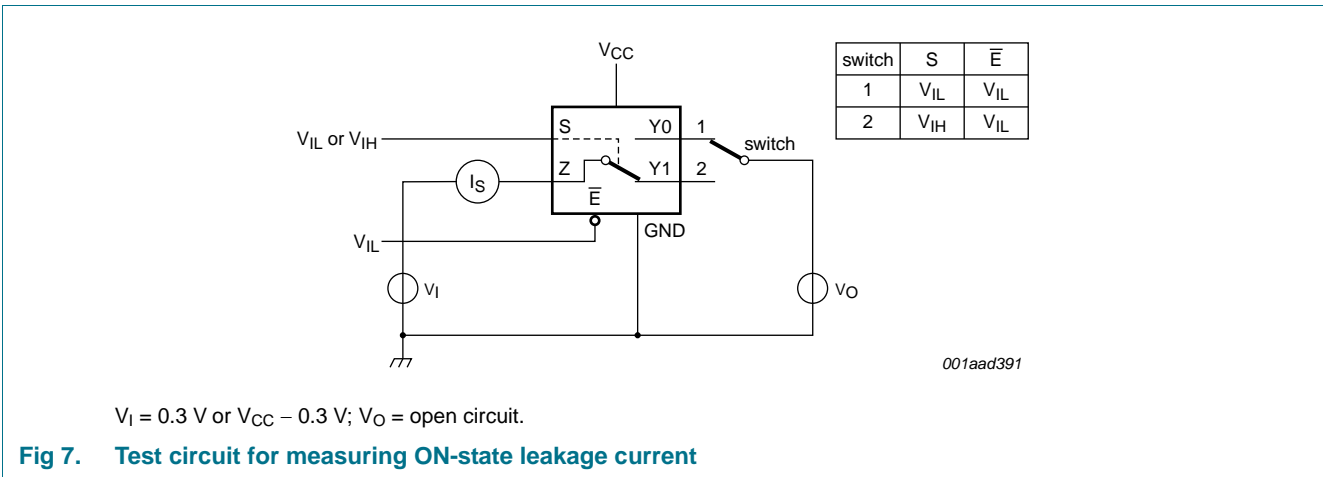 VCC
switch S E̅
1 VIL VIL
2 VIH VIL
VIL or VIH
S Y0 1
switch
IS Z Y1 2
E̅
GND
VIL
VI
VO
001aad391
VI = 0.3 V or VCC − 0.3 V; VO = open circuit.
Fig 7. Test circuit for measuring ON-state leakage current